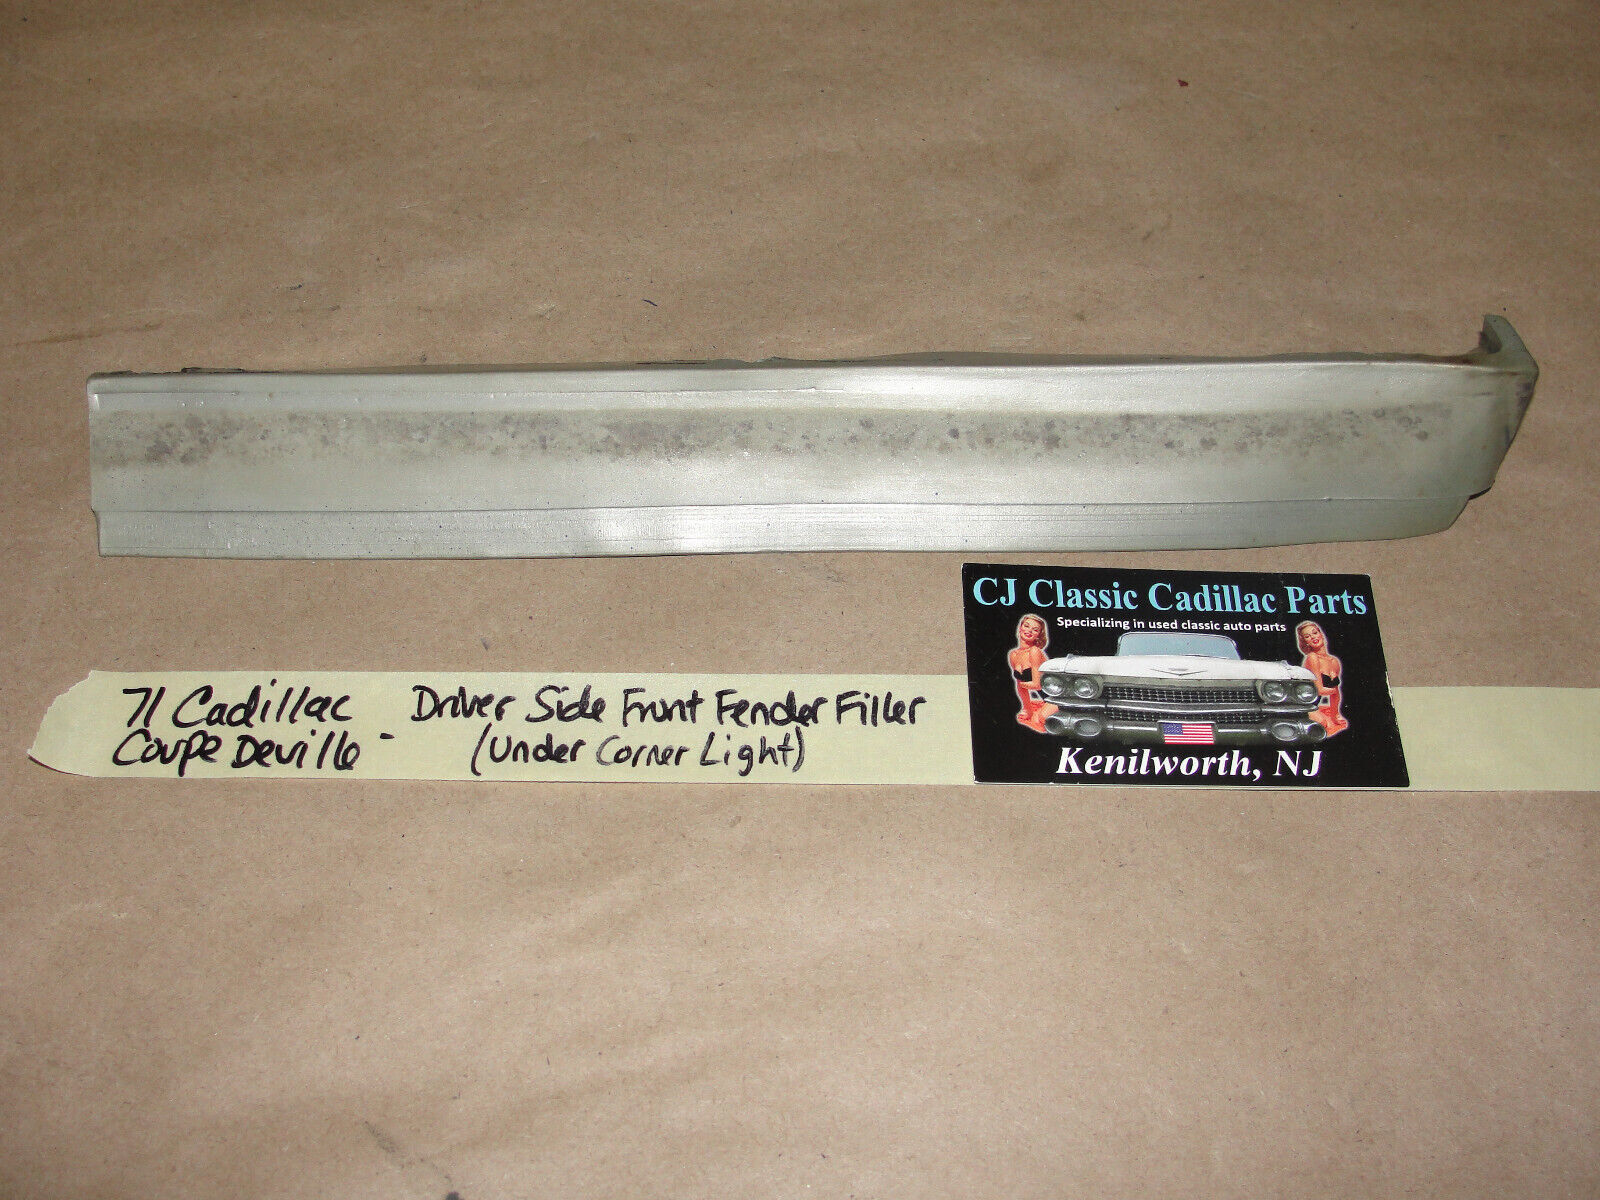 71 Cadillac - Driver Side Front Fender Filler
Coupe Deville (Under Corner Light)
CJ Classic Cadillac Parts
Specializing in used classic auto parts
Kenilworth, NJ